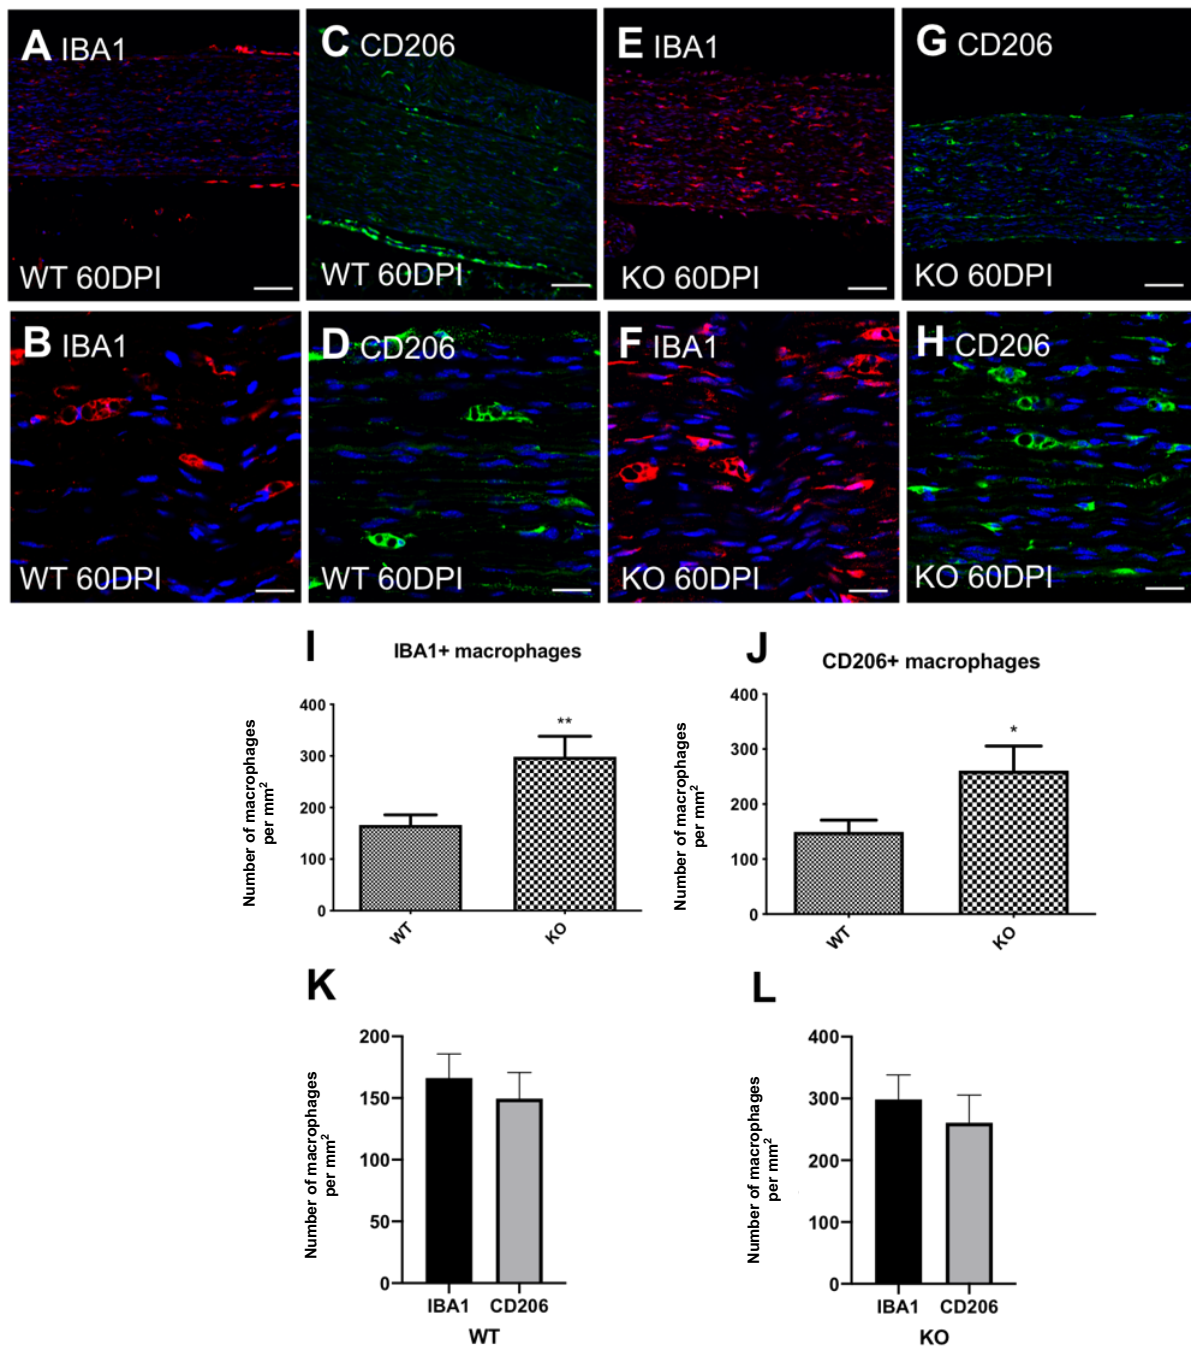 A IBA1
WT 60DPI
C CD206
WT 60DPI
E IBA1
KO 60DPI
G CD206
KO 60DPI
B IBA1
WT 60DPI
D CD206
WT 60DPI
F IBA1
KO 60DPI
H CD206
KO 60DPI
I
IBA1+ macrophages
Number of macrophages
per mm²
400
300
200
100
0
**
WT
KO
J
CD206+ macrophages
Number of macrophages
per mm²
400
300
200
100
0
*
WT
KO
K
Number of macrophages
per mm²
200
150
100
50
0
IBA1 CD206
WT
L
Number of macrophages
per mm²
400
300
200
100
0
IBA1 CD206
KO